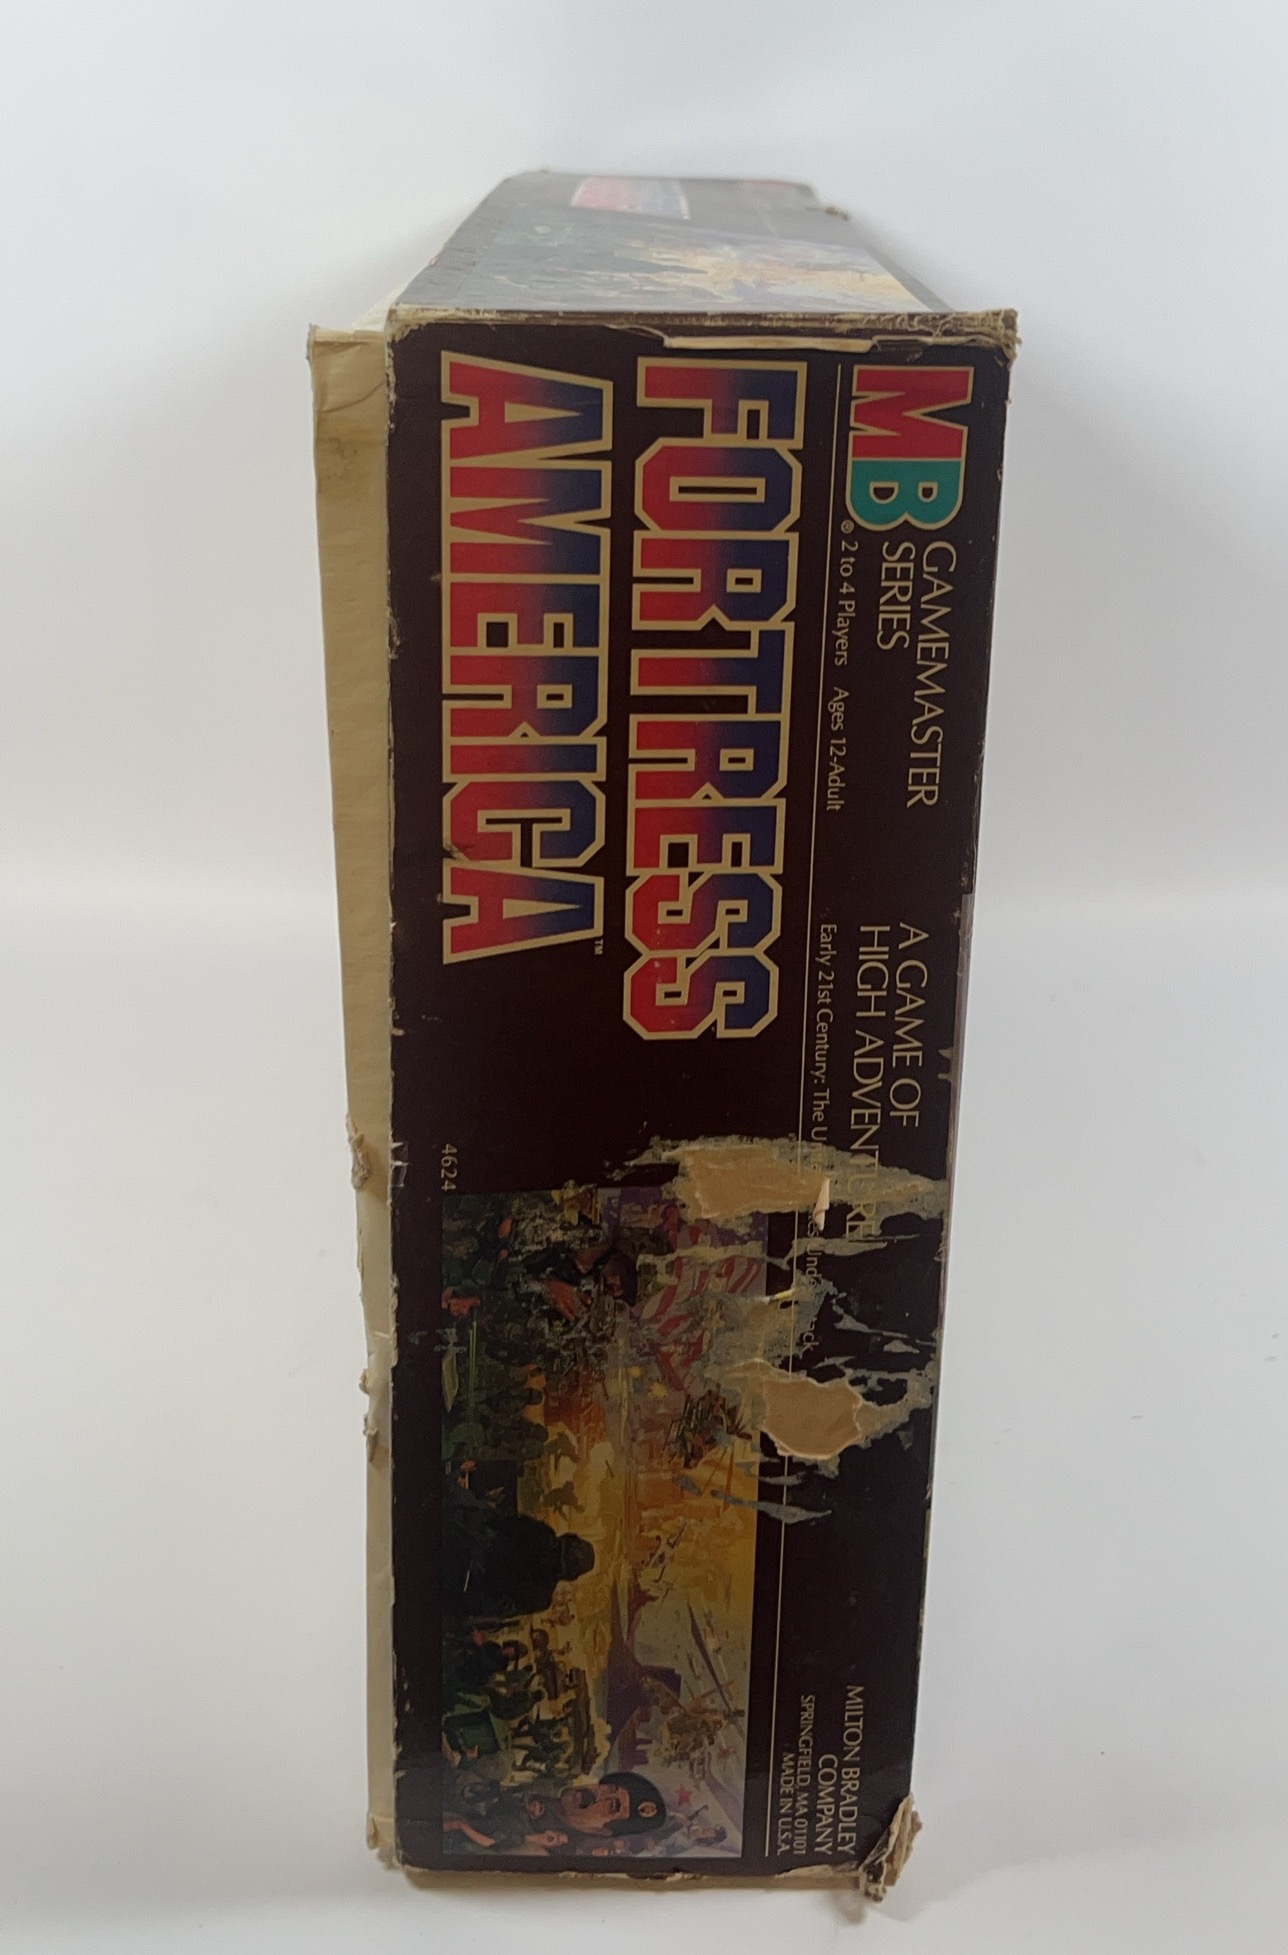 MB
®
GAMEMASTER
SERIES
2 to 4 Players Ages 12-Adult
A GAME OF
HIGH ADVENTURE
Early 21st Century: The
MILTON BRADLEY
COMPANY
SPRINGFIELD, MA 01101
MADE IN U.S.A.
FORTRESS
AMERICA™
4624